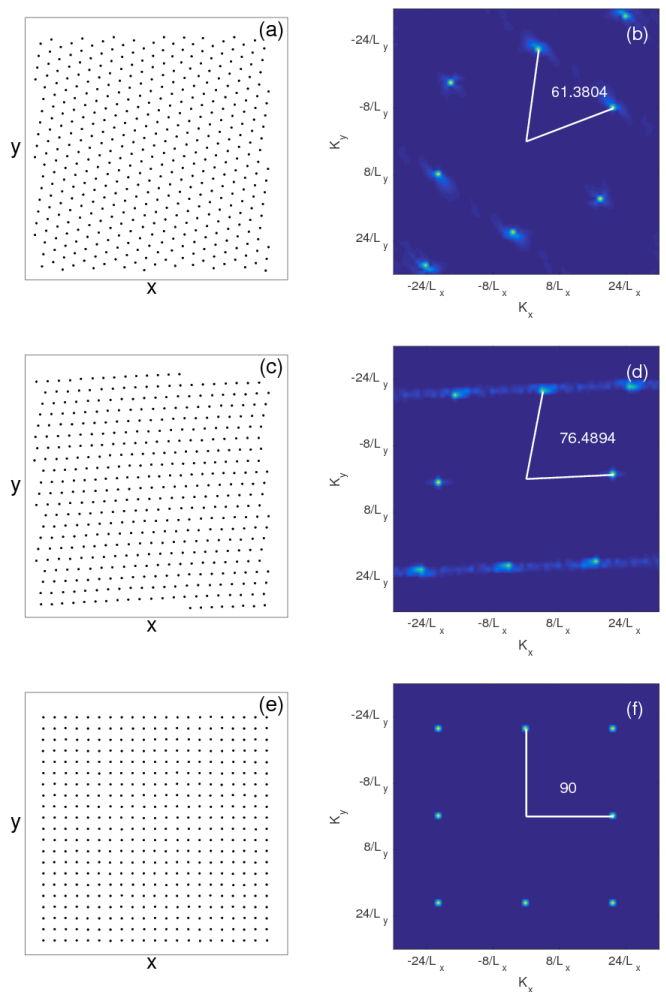 (a)
y
x
(b)
-24/L y
-8/L y
8/L y
24/L y
K y
61.3804
-24/L x
-8/L x
8/L x
24/L x
K x
(c)
y
x
(d)
-24/L y
-8/L y
8/L y
24/L y
K y
76.4894
-24/L x
-8/L x
8/L x
24/L x
K x
(e)
y
x
(f)
-24/L y
-8/L y
8/L y
24/L y
K y
90
-24/L x
-8/L x
8/L x
24/L x
K x